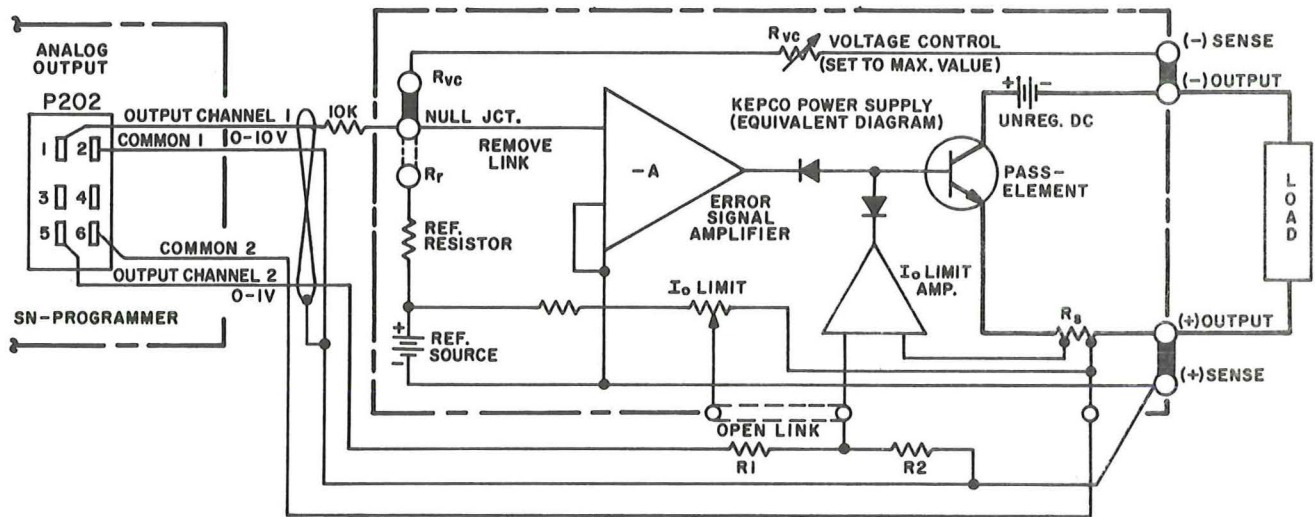 ANALOG
OUTPUT
P202
1 2
3 4
5 6
SN-PROGRAMMER
OUTPUT CHANNEL 1
COMMON 1 0-10V
COMMON 2
OUTPUT CHANNEL 2
0-1V
10K
Rvc
NULL JCT.
REMOVE
LINK
Rr
REF.
RESISTOR
+
REF.
SOURCE
-
-A
ERROR
SIGNAL
AMPLIFIER
Rvc VOLTAGE CONTROL
(SET TO MAX. VALUE)
KEPCO POWER SUPPLY
(EQUIVALENT DIAGRAM)
+ -
UNREG. DC
PASS-
ELEMENT
Io LIMIT
Io LIMIT
AMP.
Rs
OPEN LINK
R1
R2
(-) SENSE
(-) OUTPUT
LOAD
(+) OUTPUT
(+) SENSE